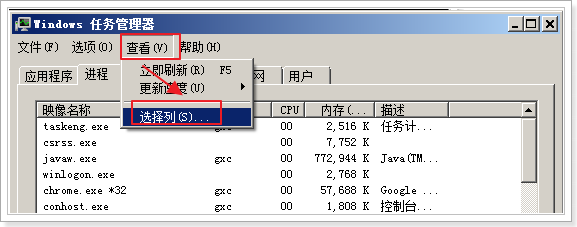 Windows 任务管理器
文件(F) 选项(O) 查看(V) 帮助(H)
立即刷新(R) F5
更新速度(U)
选择列(S)...
应用程序 进程 网 用户
映像名称 CPU 内存(... 描述
taskeng.exe gxc 00 2,516 K 任务计...
csrss.exe 00 7,752 K
javaw.exe gxc 00 772,944 K Java(TM...
winlogon.exe 00 2,768 K
chrome.exe *32 gxc 00 57,688 K Google ...
conhost.exe gxc 00 1,808 K 控制台...